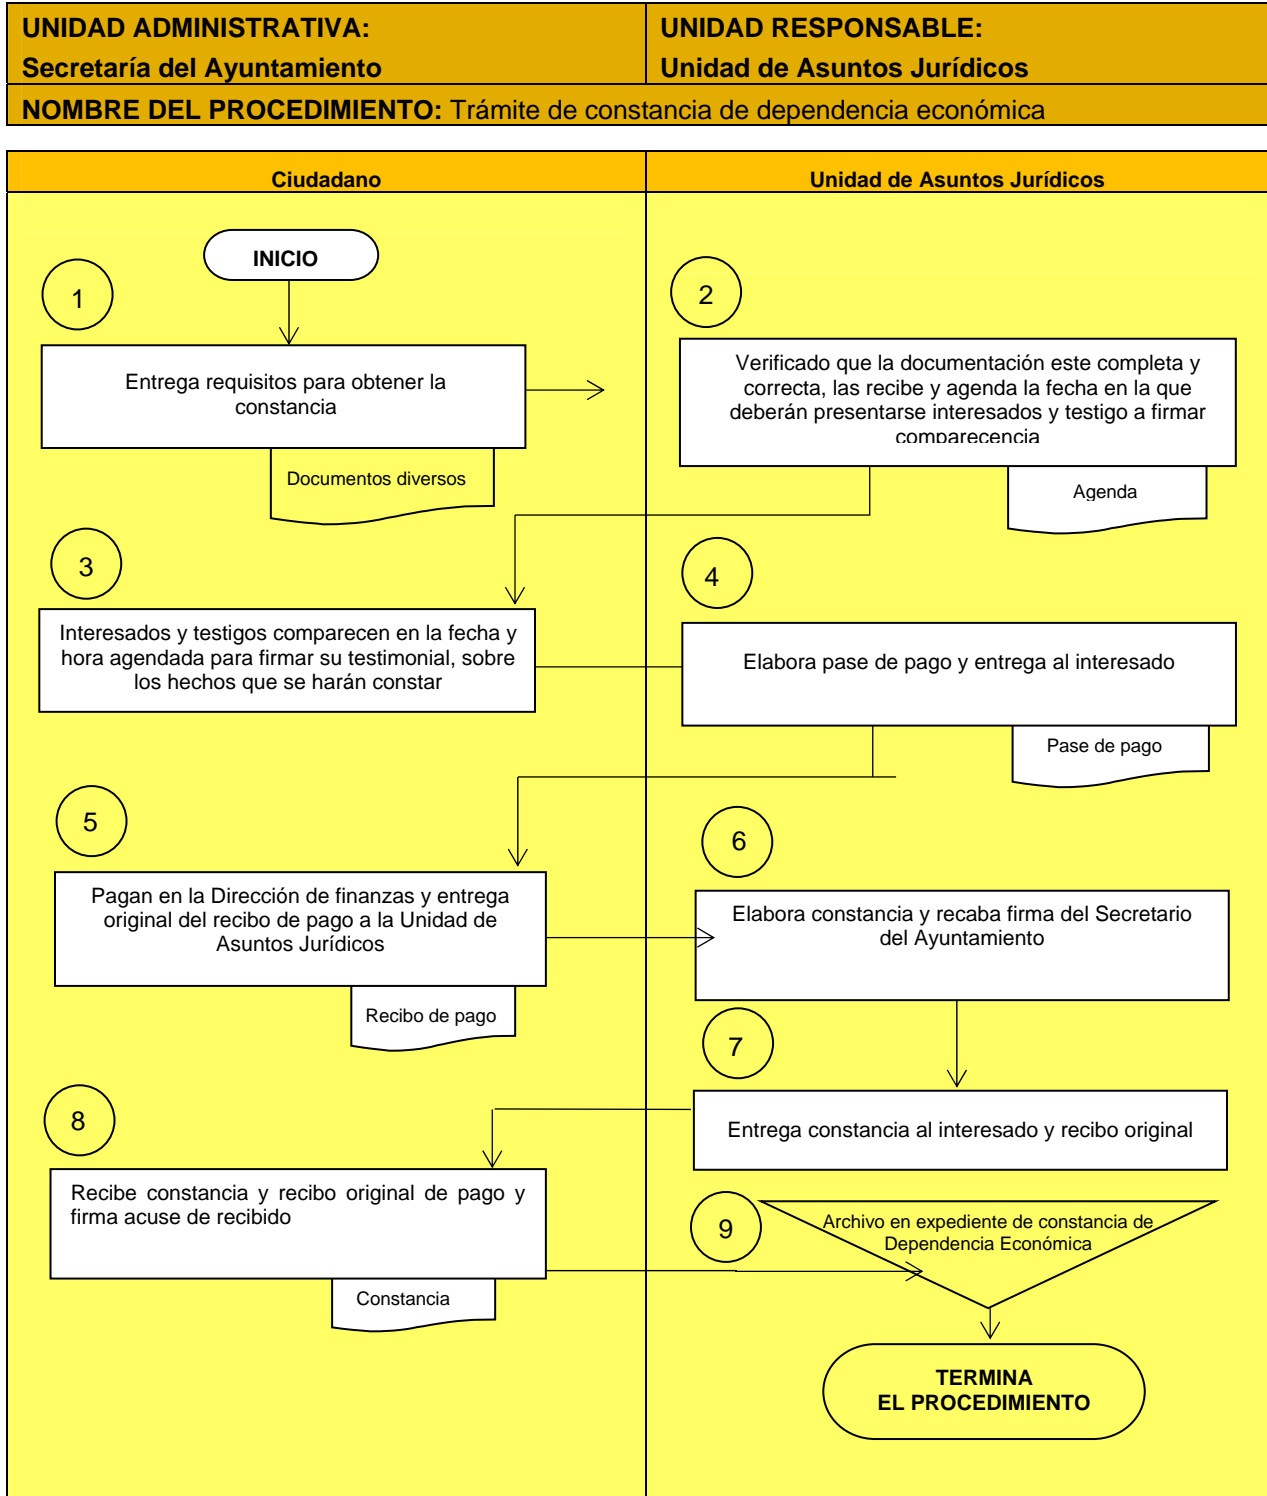 UNIDAD ADMINISTRATIVA:
Secretaría del Ayuntamiento
UNIDAD RESPONSABLE:
Unidad de Asuntos Jurídicos
NOMBRE DEL PROCEDIMIENTO: Trámite de constancia de dependencia económica
Ciudadano
Unidad de Asuntos Jurídicos
INICIO
1
Entrega requisitos para obtener la
constancia
Documentos diversos
2
Verificado que la documentación este completa y
correcta, las recibe y agenda la fecha en la que
deberán presentarse interesados y testigo a firmar
comparecencia
Agenda
3
Interesados y testigos comparecen en la fecha y
hora agendada para firmar su testimonial, sobre
los hechos que se harán constar
4
Elabora pase de pago y entrega al interesado
Pase de pago
5
Pagan en la Dirección de finanzas y entrega
original del recibo de pago a la Unidad de
Asuntos Jurídicos
Recibo de pago
6
Elabora constancia y recaba firma del Secretario
del Ayuntamiento
7
Entrega constancia al interesado y recibo original
8
Recibe constancia y recibo original de pago y
firma acuse de recibido
Constancia
9
Archivo en expediente de constancia de
Dependencia Económica
TERMINA
EL PROCEDIMIENTO